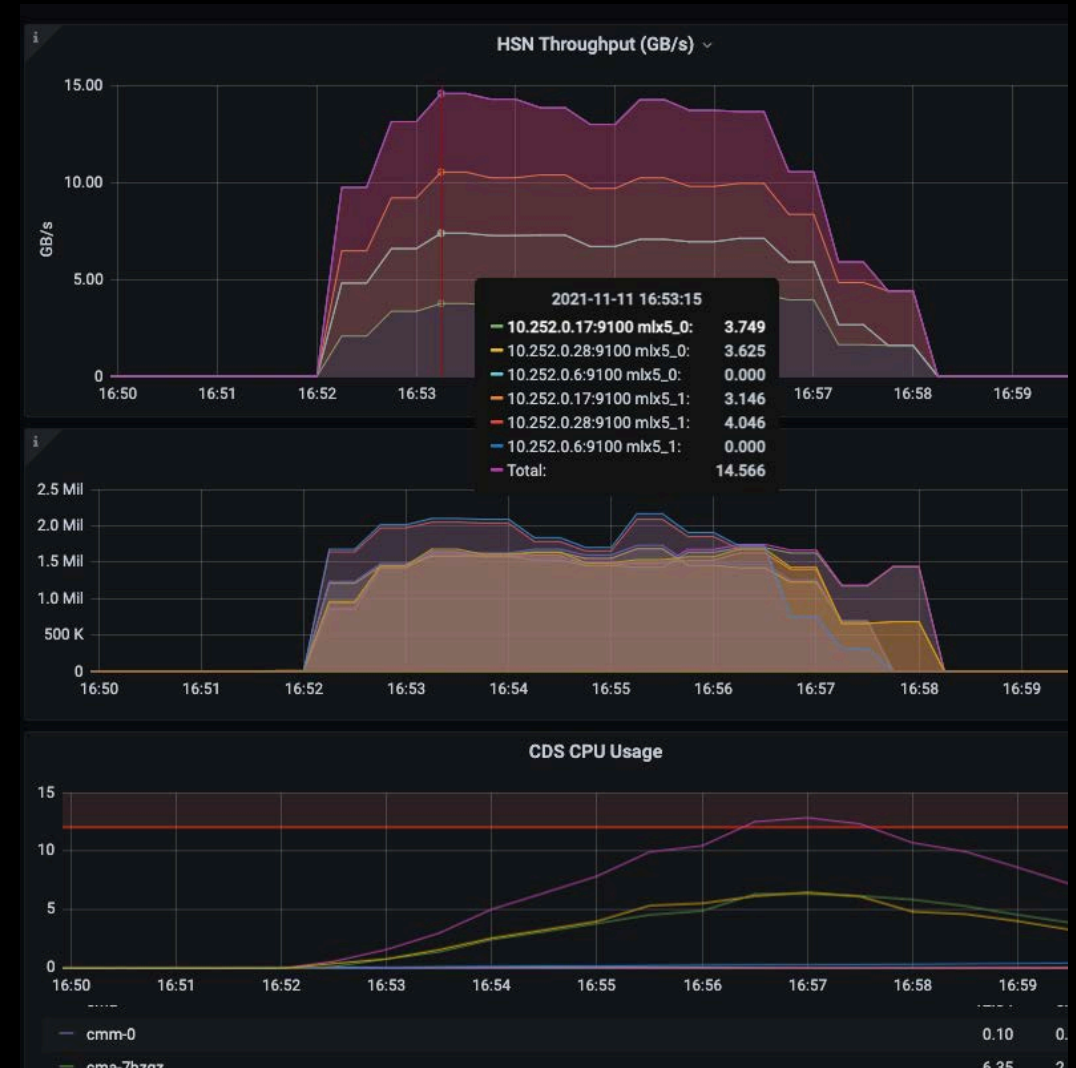 i
HSN Throughput (GB/s)
15.00
10.00
5.00
0
GB/s
16:50 16:51 16:52 16:53 16:57 16:58 16:59
2021-11-11 16:53:15
10.252.0.17:9100 mlx5_0: 3.749
10.252.0.28:9100 mlx5_0: 3.625
10.252.0.6:9100 mlx5_0: 0.000
10.252.0.17:9100 mlx5_1: 3.146
10.252.0.28:9100 mlx5_1: 4.046
10.252.0.6:9100 mlx5_1: 0.000
Total: 14.566
i
2.5 Mil
2.0 Mil
1.5 Mil
1.0 Mil
500 K
0
16:50 16:51 16:52 16:53 16:54 16:55 16:56 16:57 16:58 16:59
CDS CPU Usage
15
10
5
0
16:50 16:51 16:52 16:53 16:54 16:55 16:56 16:57 16:58 16:59
cmm-0 0.10 0.
6.35 2